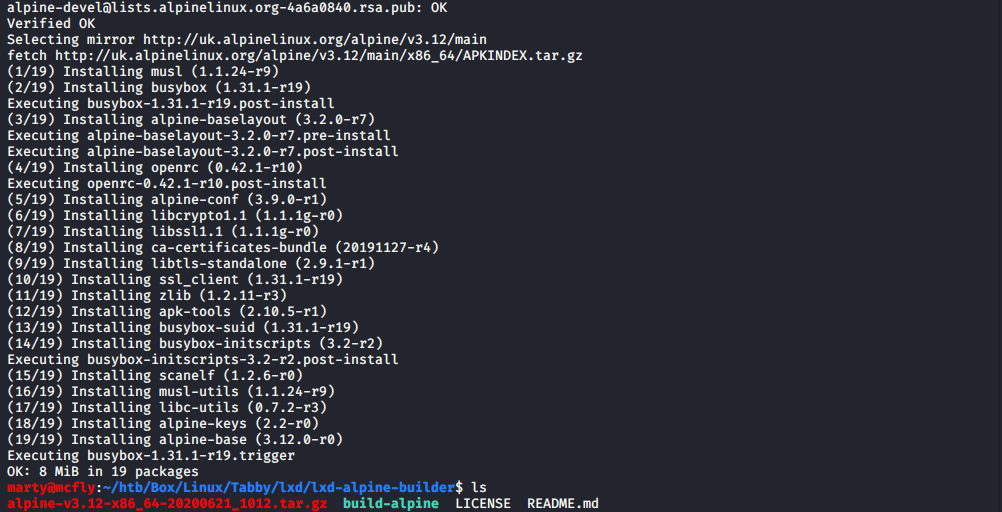 alpine-devel@lists.alpinelinux.org-4a6a0840.rsa.pub: OK
Verified OK
Selecting mirror http://uk.alpinelinux.org/alpine/v3.12/main
fetch http://uk.alpinelinux.org/alpine/v3.12/main/x86_64/APKINDEX.tar.gz
(1/19) Installing musl (1.1.24-r9)
(2/19) Installing busybox (1.31.1-r19)
Executing busybox-1.31.1-r19.post-install
(3/19) Installing alpine-baselayout (3.2.0-r7)
Executing alpine-baselayout-3.2.0-r7.pre-install
Executing alpine-baselayout-3.2.0-r7.post-install
(4/19) Installing openrc (0.42.1-r10)
Executing openrc-0.42.1-r10.post-install
(5/19) Installing alpine-conf (3.9.0-r1)
(6/19) Installing libcrypto1.1 (1.1.1g-r0)
(7/19) Installing libssl1.1 (1.1.1g-r0)
(8/19) Installing ca-certificates-bundle (20191127-r4)
(9/19) Installing libtls-standalone (2.9.1-r1)
(10/19) Installing ssl_client (1.31.1-r19)
(11/19) Installing zlib (1.2.11-r3)
(12/19) Installing apk-tools (2.10.5-r1)
(13/19) Installing busybox-suid (1.31.1-r19)
(14/19) Installing busybox-initscripts (3.2-r2)
Executing busybox-initscripts-3.2-r2.post-install
(15/19) Installing scanelf (1.2.6-r0)
(16/19) Installing musl-utils (1.1.24-r9)
(17/19) Installing libc-utils (0.7.2-r3)
(18/19) Installing alpine-keys (2.2-r0)
(19/19) Installing alpine-base (3.12.0-r0)
Executing busybox-1.31.1-r19.trigger
OK: 8 MiB in 19 packages
marty@mcfly:~/htb/Box/Linux/Tabby/lxd/lxd-alpine-builder$ ls
alpine-v3.12-x86_64-20200621_1012.tar.gz  build-alpine  LICENSE  README.md